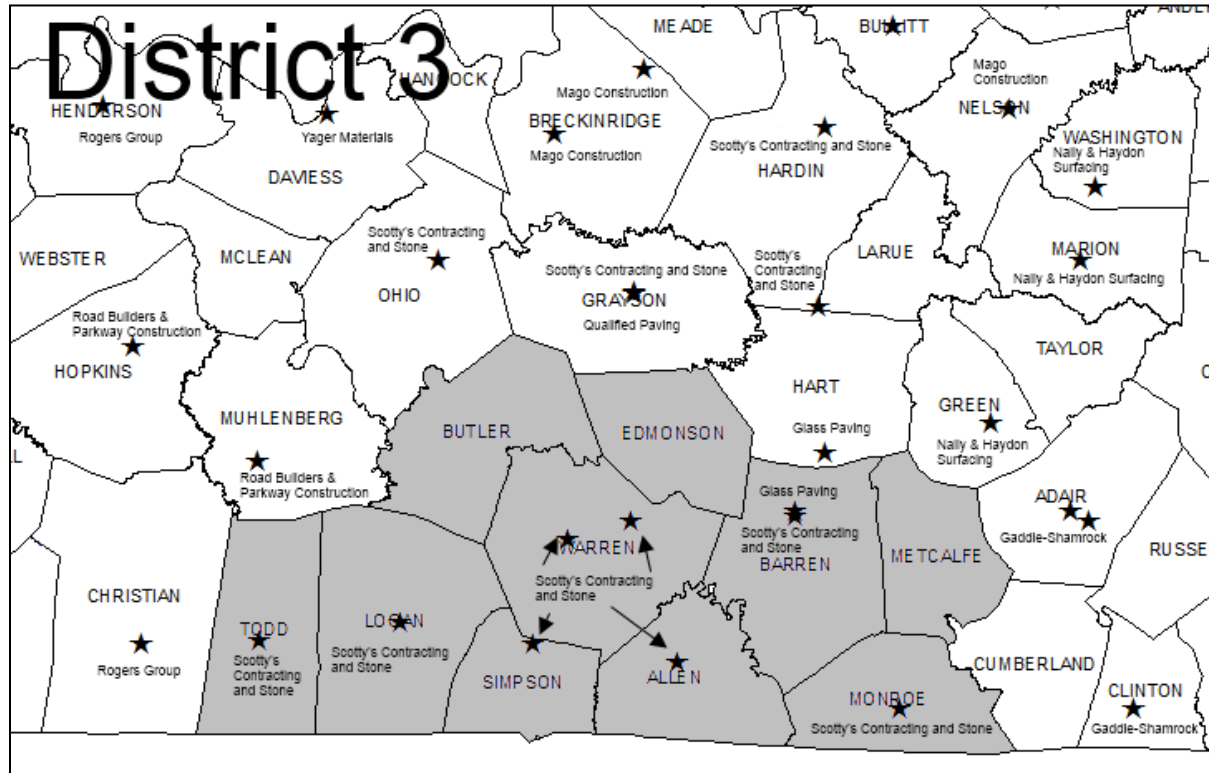 District 3
MEADE
BULLITT
HANCOCK
Mago
Construction
HENDERSON
Rogers Group
Yager Materials
Mago Construction
BRECKINRIDGE
Mago Construction
NELSON
WASHINGTON
Nally & Haydon
Surfacing
Scotty's Contracting and Stone
HARDIN
DAVIESS
WEBSTER
MCLEAN
Scotty's Contracting
and Stone
OHIO
Scotty's Contracting and Stone
GRAYSON
Qualified Paving
Scotty's
Contracting
and Stone
LARUE
MARION
Nally & Haydon Surfacing
Road Builders &
Parkway Construction
HOPKINS
TAYLOR
HART
Glass Paving
GREEN
Nally & Haydon
Surfacing
MUHLENBERG
Road Builders &
Parkway Construction
BUTLER
EDMONSON
Glass Paving
Scotty's Contracting
and Stone
BARREN
METCALFE
ADAIR
Gaddie-Shamrock
RUSSE
WARREN
Scotty's Contracting
and Stone
CHRISTIAN
Rogers Group
TODD
Scotty's
Contracting
and Stone
LOGAN
Scotty's Contracting
and Stone
SIMPSON
ALLEN
MONROE
Scotty's Contracting and Stone
CUMBERLAND
CLINTON
Gaddie-Shamrock